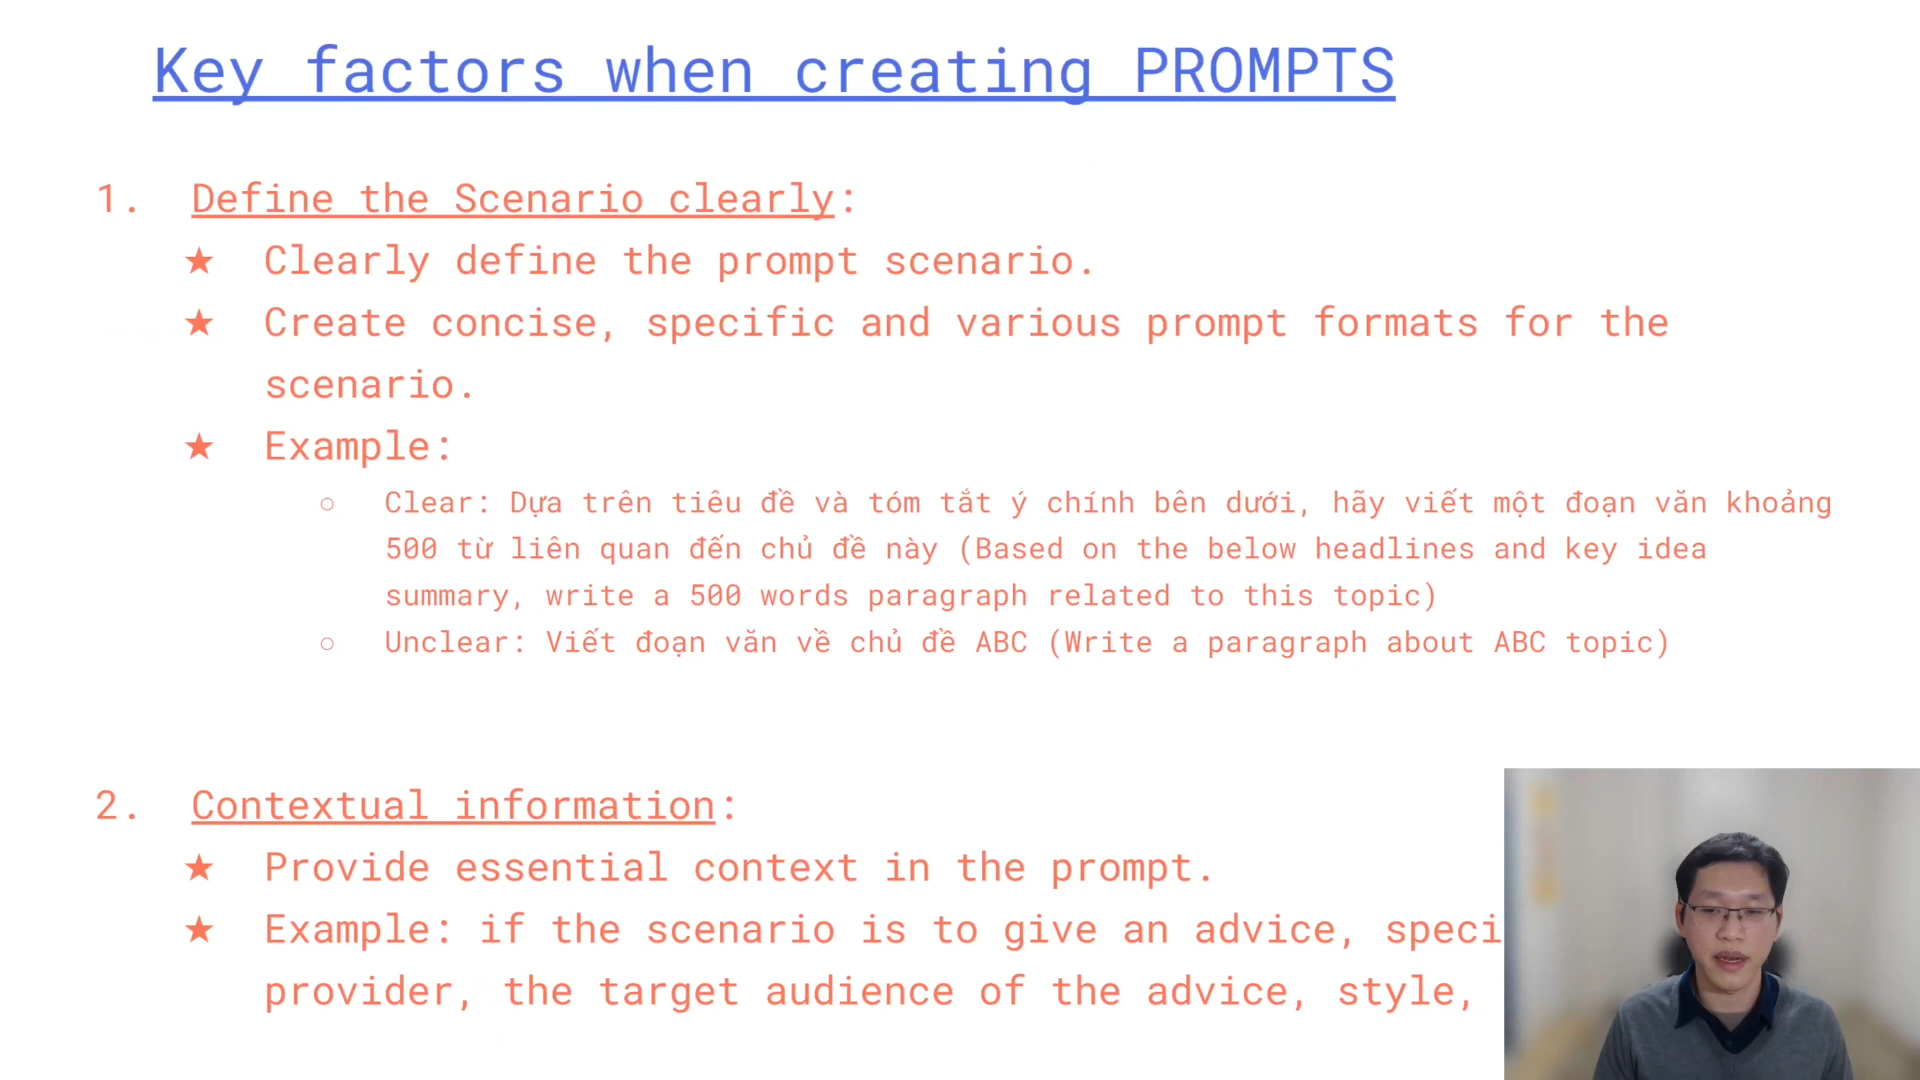 Key factors when creating PROMPTS
1. Define the Scenario clearly:
★ Clearly define the prompt scenario.
★ Create concise, specific and various prompt formats for the
scenario.
★ Example:
○ Clear: Dựa trên tiêu đề và tóm tắt ý chính bên dưới, hãy viết một đoạn văn khoảng
500 từ liên quan đến chủ đề này (Based on the below headlines and key idea
summary, write a 500 words paragraph related to this topic)
○ Unclear: Viết đoạn văn về chủ đề ABC (Write a paragraph about ABC topic)
2. Contextual information:
★ Provide essential context in the prompt.
★ Example: if the scenario is to give an advice,
provider, the target audience of the advice, style,